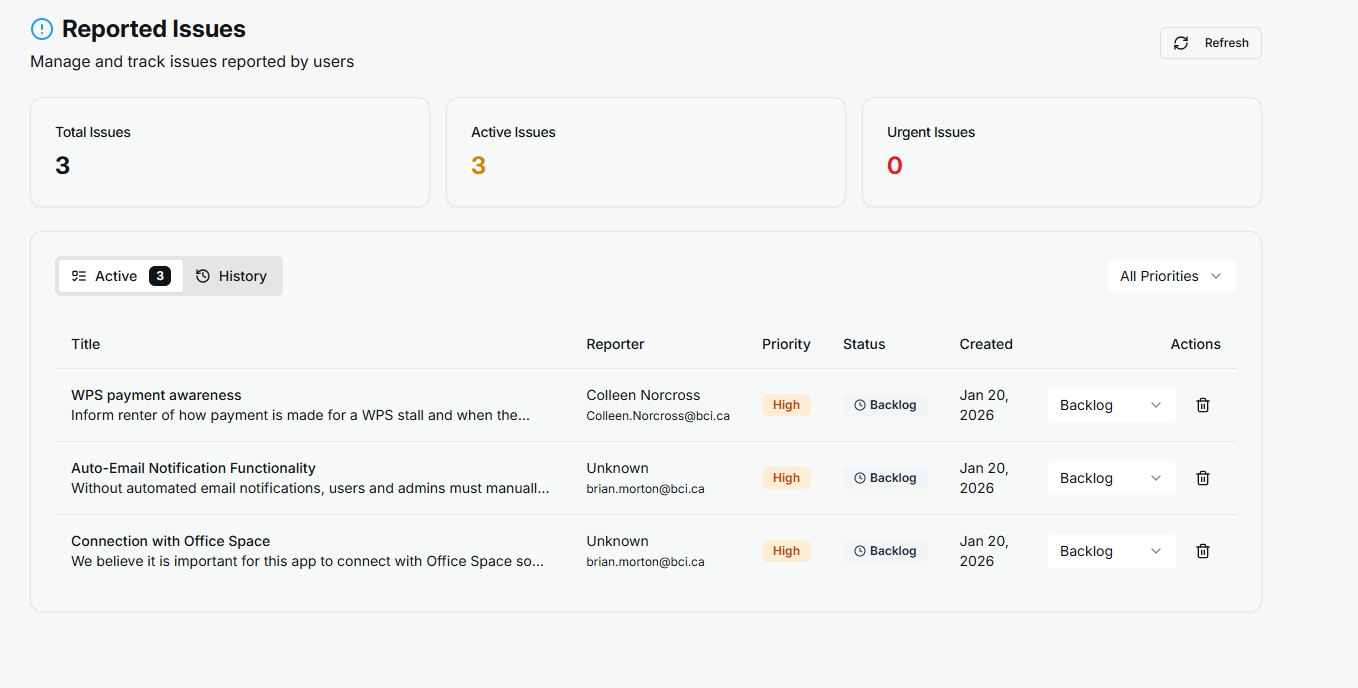 Reported Issues
Manage and track issues reported by users
Refresh
Total Issues
3
Active Issues
3
Urgent Issues
0
Active 3 History
All Priorities
Title Reporter Priority Status Created Actions
WPS payment awareness
Inform renter of how payment is made for a WPS stall and when the...
Colleen Norcross
Colleen.Norcross@bci.ca
High
Backlog
Jan 20,
2026
Backlog
Auto-Email Notification Functionality
Without automated email notifications, users and admins must manuall...
Unknown
brian.morton@bci.ca
High
Backlog
Jan 20,
2026
Backlog
Connection with Office Space
We believe it is important for this app to connect with Office Space so...
Unknown
brian.morton@bci.ca
High
Backlog
Jan 20,
2026
Backlog